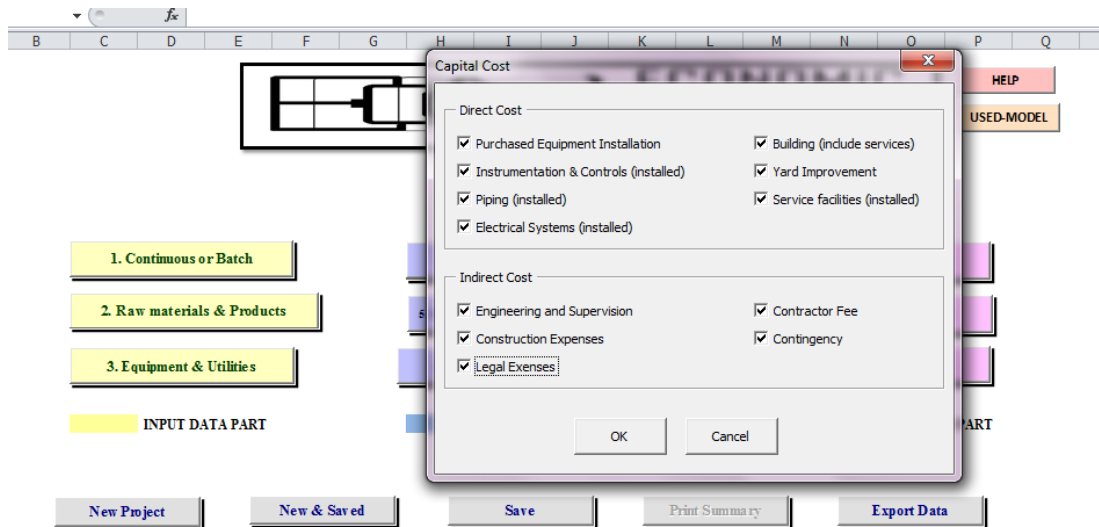 fx
B C D E F G H I J K L M N O P Q
Capital Cost
ECONOMIC
HELP
USED-MODEL
Direct Cost
Purchased Equipment Installation
Building (include services)
Instrumentation & Controls (installed)
Yard Improvement
Piping (installed)
Service facilities (installed)
Electrical Systems (installed)
Indirect Cost
Engineering and Supervision
Contractor Fee
Construction Expenses
Contingency
Legal Exenses
OK
Cancel
1. Continuous or Batch
2. Raw materials & Products
5
3. Equipment & Utilities
INPUT DATA PART
PART
New Project
New & Saved
Save
Print Summary
Export Data